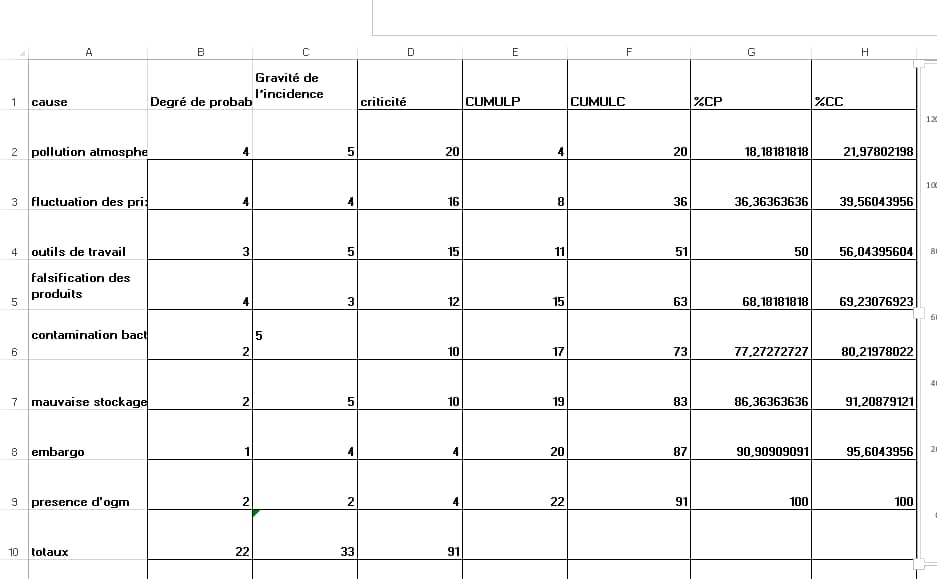 A B C D E F G H
1 cause Degré de probab Gravité de l'incidence criticité CUMULP CUMULC %CP %CC
2 pollution atmosphe 4 5 20 4 20 18,18181818 21,97802198
3 fluctuation des pri: 4 4 16 8 36 36,36363636 39,56043956
4 outils de travail 3 5 15 11 51 50 56,04395604
5 falsification des produits 4 3 12 15 63 68,18181818 69,23076923
6 contamination bact 2 5 10 17 73 77,27272727 80,21978022
7 mauvaise stockage 2 5 10 19 83 86,36363636 91,20879121
8 embargo 1 4 4 20 87 90,90909091 95,6043956
9 presence d'ogm 2 2 4 22 91 100 100
10 totaux 22 33 91